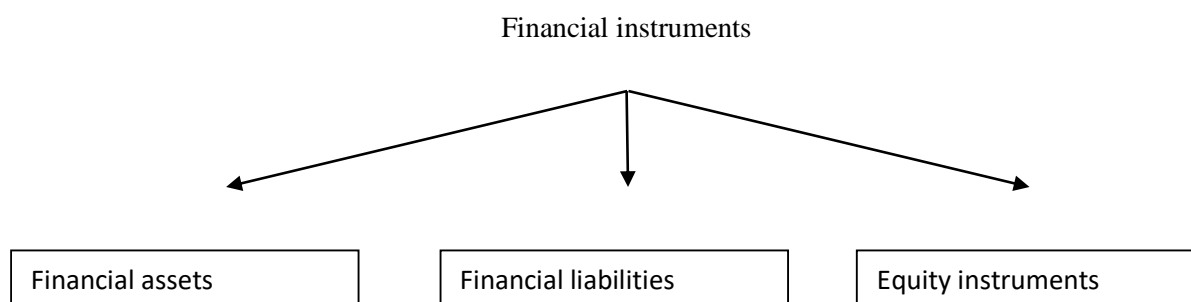 Financial instruments
Financial assets
Financial liabilities
Equity instruments